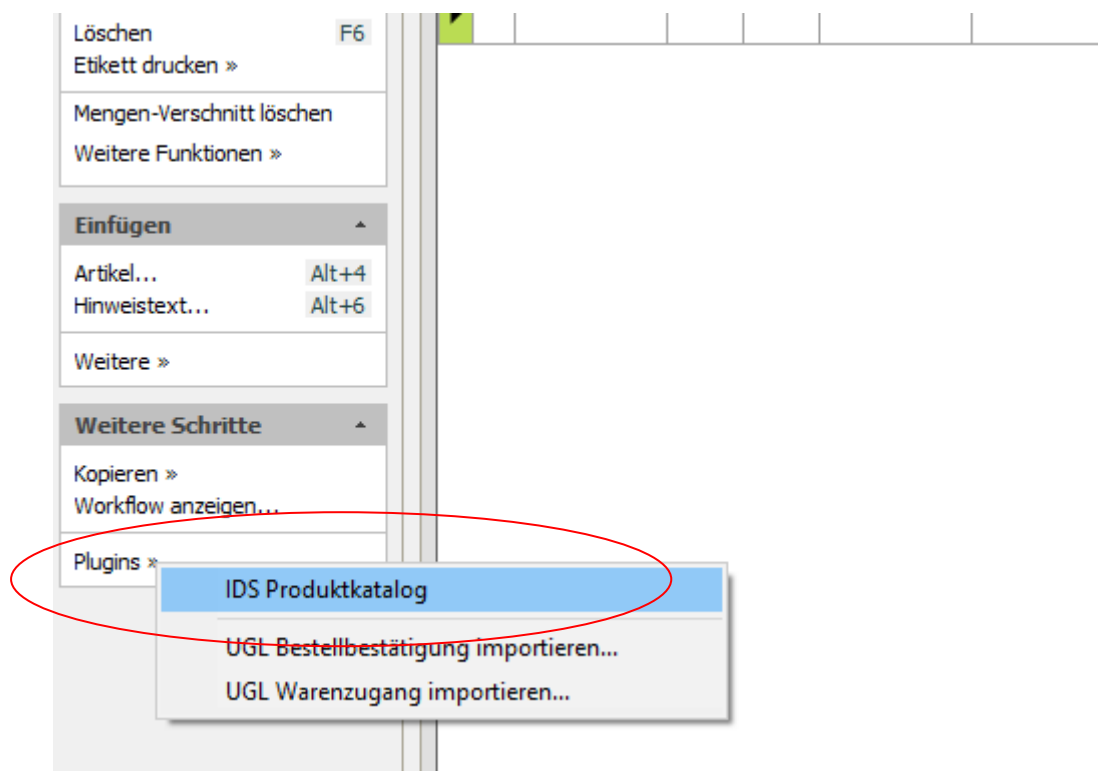 Löschen F6
Etikett drucken »
Mengen-Verschnitt löschen
Weitere Funktionen »
Einfügen
Artikel... Alt+4
Hinweistext... Alt+6
Weitere »
Weitere Schritte
Kopieren »
Workflow anzeigen...
Plugins »
IDS Produktkatalog
UGL Bestellbestätigung importieren...
UGL Warenzugang importieren...